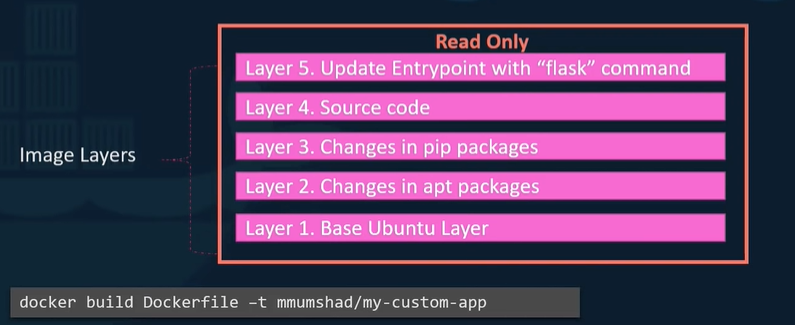 Read Only
Layer 5. Update Entrypoint with “flask” command
Layer 4. Source code
Layer 3. Changes in pip packages
Image Layers
Layer 2. Changes in apt packages
Layer 1. Base Ubuntu Layer
docker build Dockerfile –t mmumshad/my-custom-app